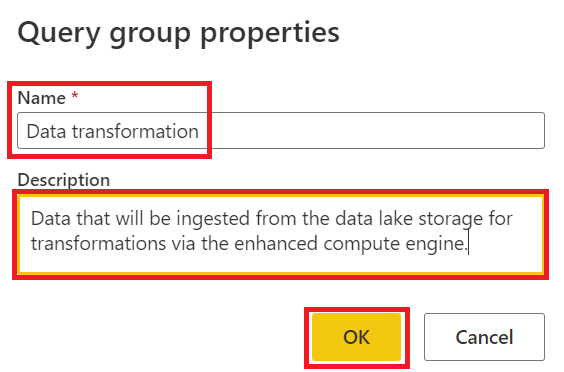 Query group properties
Name *
Data transformation
Description
Data that will be ingested from the data lake storage for
transformations via the enhanced compute engine.
OK Cancel